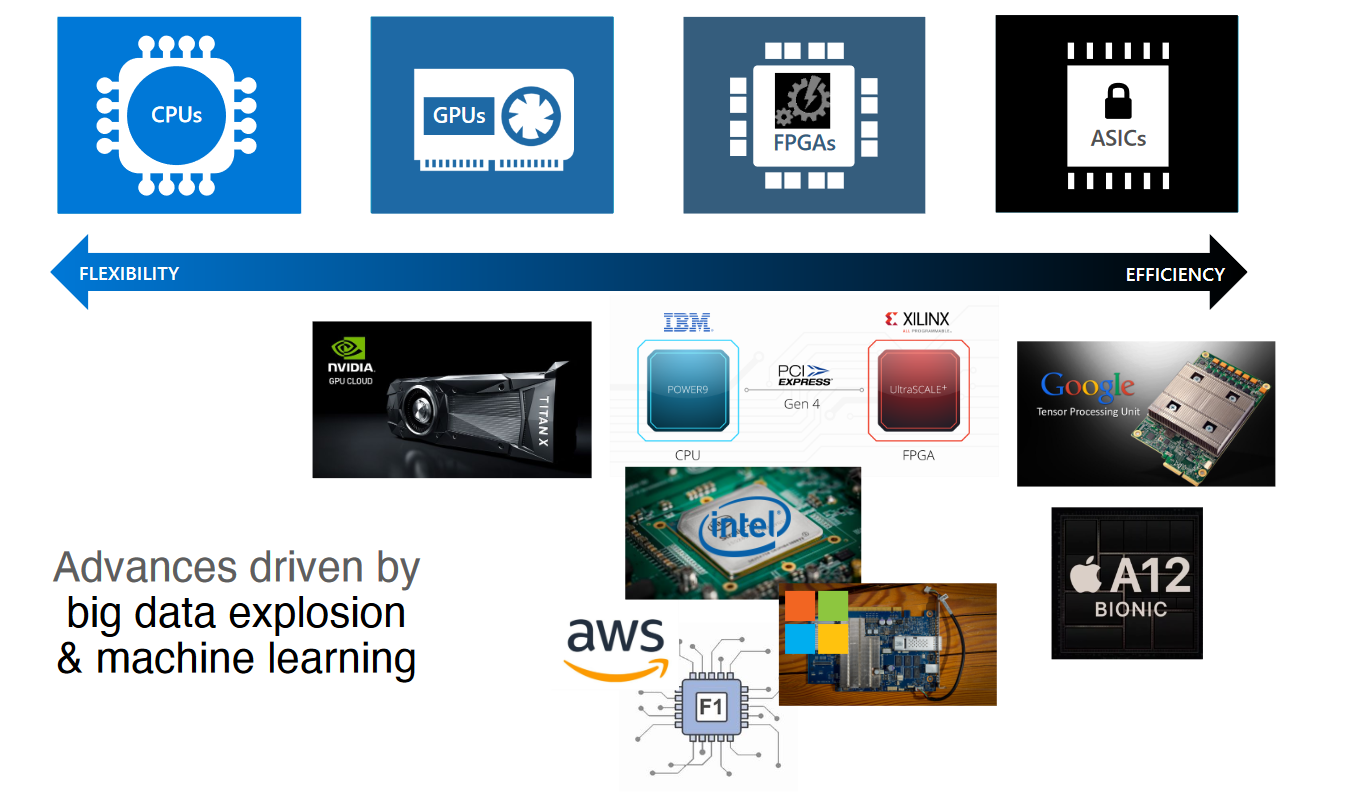 CPUs
GPUs
FPGAs
ASICs
FLEXIBILITY
EFFICIENCY
NVIDIA.
GPU CLOUD
TITAN X
IBM.
XILINX
ALL PROGRAMMABLE.
POWER9
PCI
EXPRESS
Gen 4
UltraSCALE+
CPU
FPGA
Google
Tensor Processing Unit
intel
A12
BIONIC
Advances driven by
big data explosion
& machine learning
aws
F1